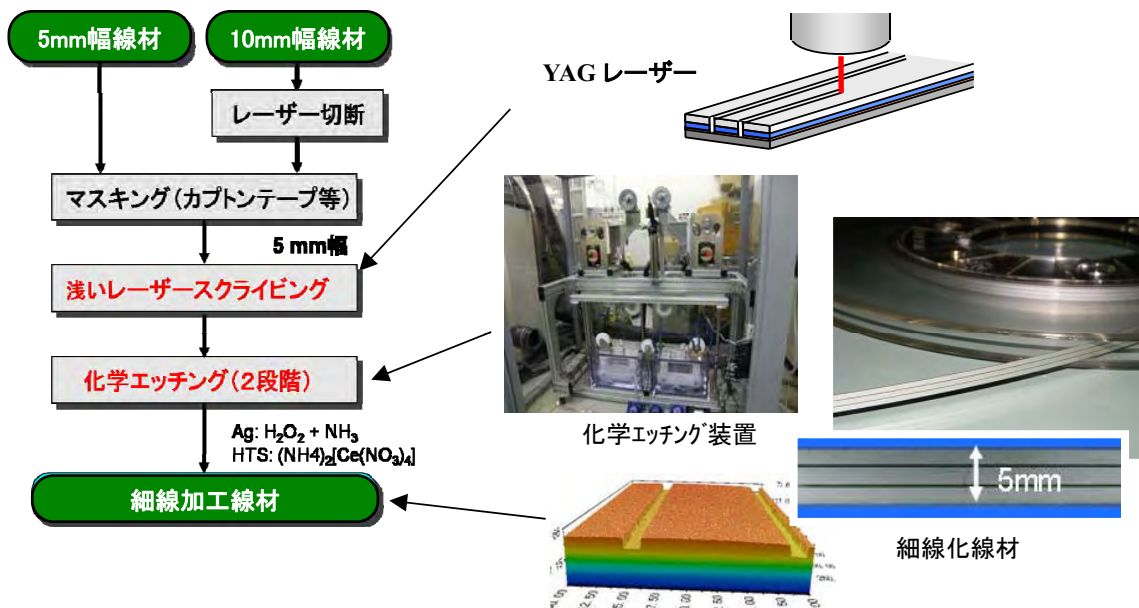 5mm幅線材
10mm幅線材
レーザー切断
マスキング(カプトンテープ等)
5 mm幅
浅いレーザースクライビング
化学エッチング(2段階)
Ag: H₂O₂ + NH₃
HTS: (NH4)₂[Ce(NO₃)₄]
細線加工線材
YAG レーザー
化学エッチング装置
5mm
細線化線材